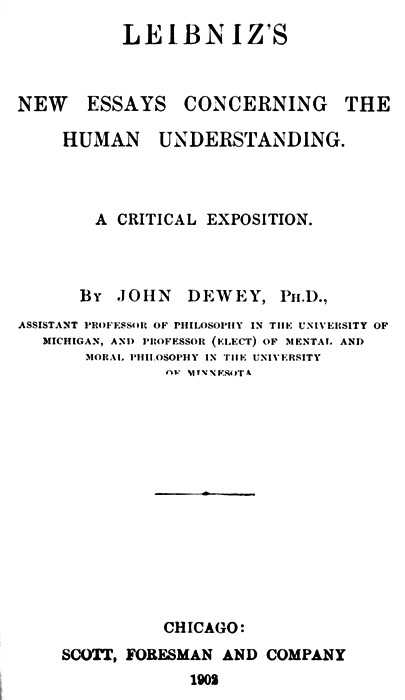 LEIBNIZ'S
NEW ESSAYS CONCERNING THE
HUMAN UNDERSTANDING.
A CRITICAL EXPOSITION.
BY JOHN DEWEY, PH.D.,
ASSISTANT PROFESSOR OF PHILOSOPHY IN THE UNIVERSITY OF
MICHIGAN, AND PROFESSOR (ELECT) OF MENTAL AND
MORAL PHILOSOPHY IN THE UNIVERSITY
OF MINNESOTA
CHICAGO:
SCOTT, FORESMAN AND COMPANY
1902